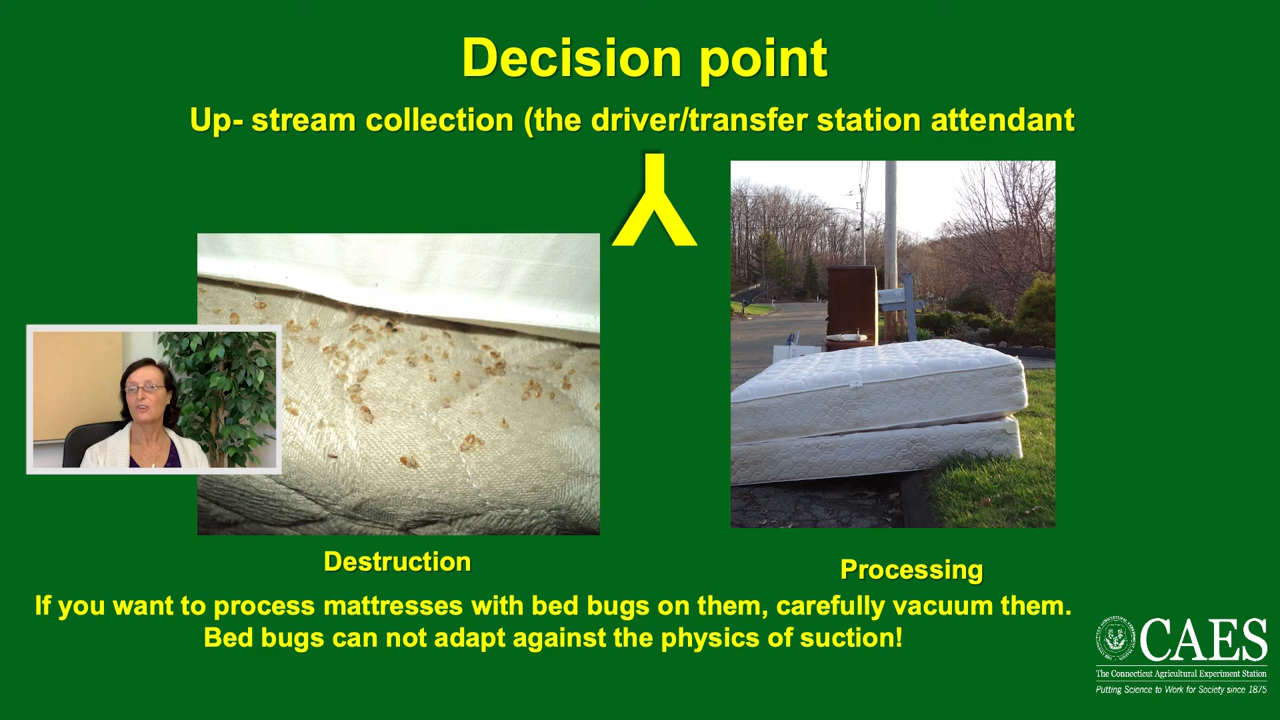 Decision point
Up- stream collection (the driver/transfer station attendant
Destruction
Processing
If you want to process mattresses with bed bugs on them, carefully vacuum them.
Bed bugs can not adapt against the physics of suction!
CAES
The Connecticut Agricultural Experiment Station
Putting Science to Work for Society since 1875